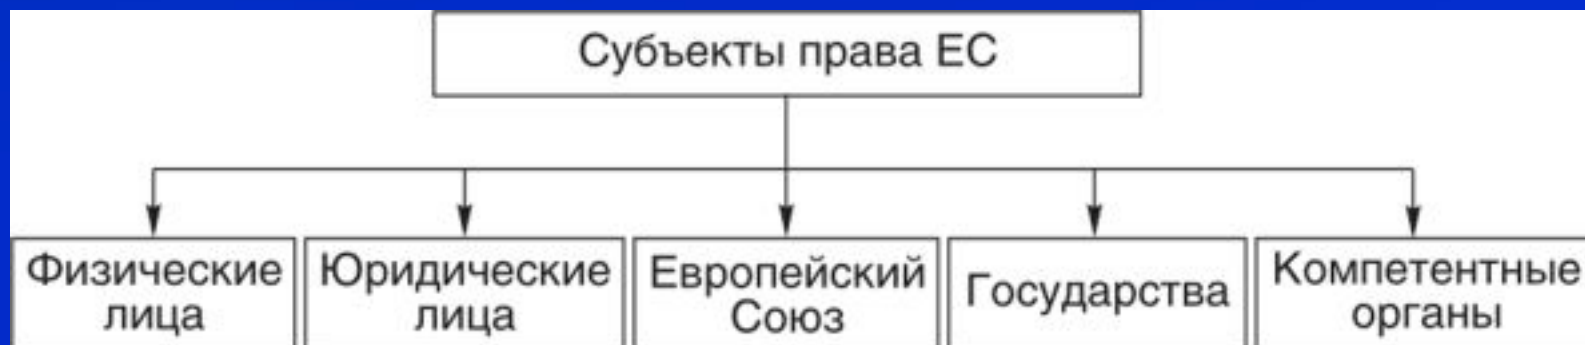 Субъекты права ЕС
Физические
лица
Юридические
лица
Европейский
Союз
Государства
Компетентные
органы